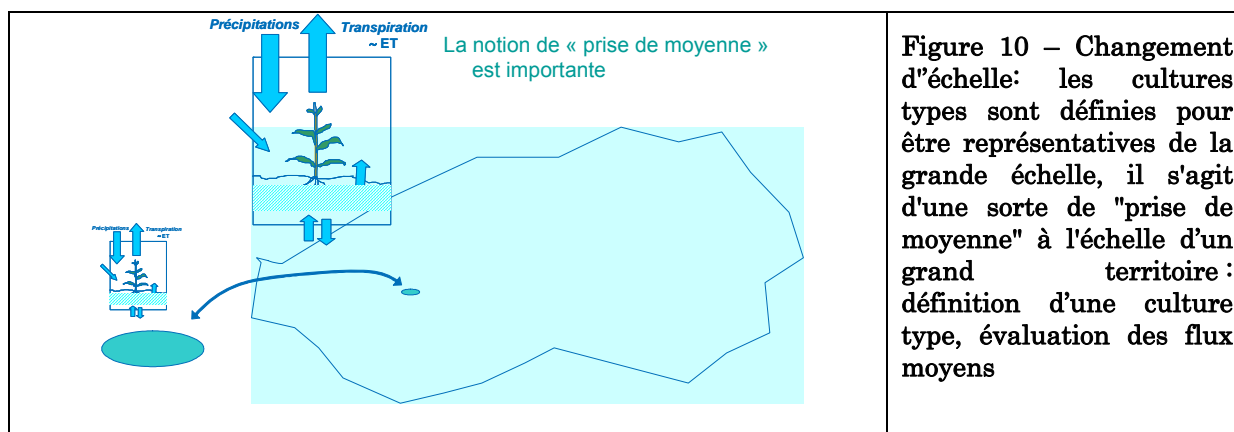 Précipitations
Transpiration
~ ET
La notion de « prise de moyenne »
est importante
Précipitations
Transpiration
~ET
Figure 10 – Changement
d'’échelle: les cultures
types sont définies pour
être représentatives de la
grande échelle, il s'agit
d'une sorte de "prise de
moyenne" à l'échelle d’un
grand territoire :
définition d’une culture
type, évaluation des flux
moyens